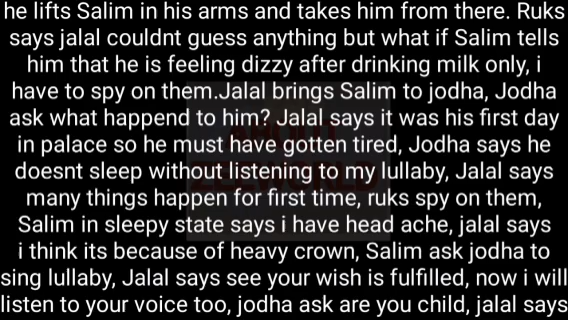 he lifts Salim in his arms and takes him from there. Ruks
says jalal couldnt guess anything but what if Salim tells
him that he is feeling dizzy after drinking milk only, i
have to spy on them.Jalal brings Salim to jodha, Jodha
ask what happend to him? Jalal says it was his first day
in palace so he must have gotten tired, Jodha says he
doesnt sleep without listening to my lullaby, Jalal says
many things happen for first time, ruks spy on them,
Salim in sleepy state says i have head ache, jalal says
i think its because of heavy crown, Salim ask jodha to
sing lullaby, Jalal says see your wish is fulfilled, now i will
listen to your voice too, jodha ask are you child, jalal says
ABOUT
ZEEWORLD